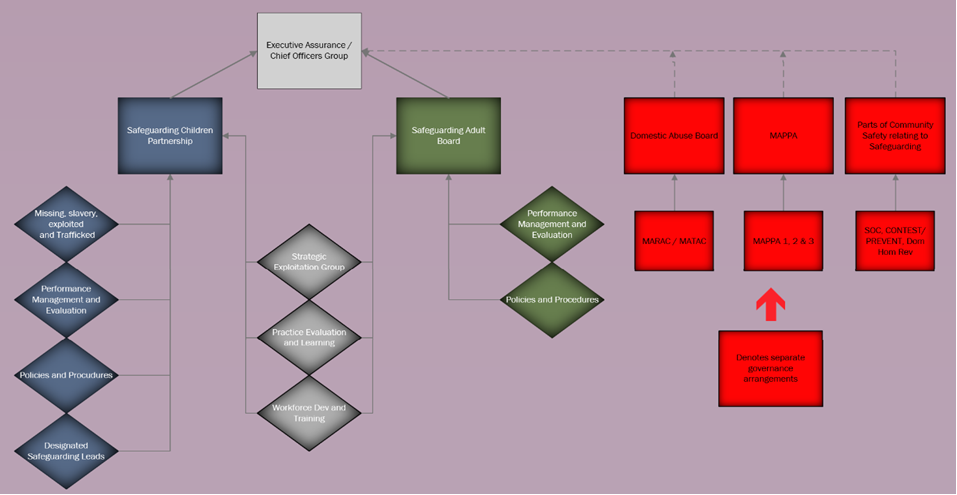 Executive Assurance /
Chief Officers Group
Safeguarding Children
Partnership
Safeguarding Adult
Board
Domestic Abuse Board
MAPPA
Parts of Community
Safety relating to
Safeguarding
Missing, slavery,
exploited
and Trafficked
Performance
Management and
Evaluation
Policies and Procudures
Designated
Safeguarding Leads
Strategic
Exploitation Group
Practice Evaluation
and Learning
Workforce Dev and
Training
Performance
Management and
Evaluation
Policies and Procedures
MARAC / MATAC
MAPPA 1, 2 & 3
SOC, CONTEST/
PREVENT, Dom
Hom Rev
Denotes separate
governance
arrangements